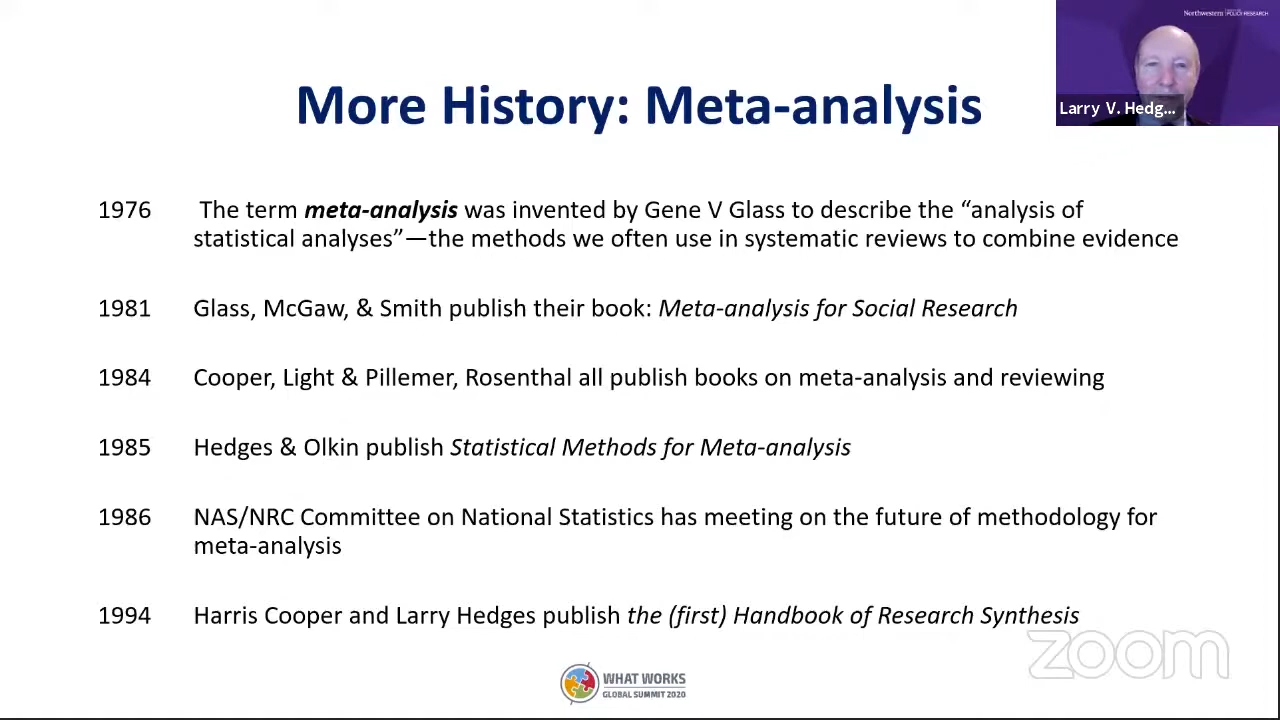 Northwestern
POLICY RESEARCH
Larry V. Hedg...
More History: Meta-analysis
1976 The term meta-analysis was invented by Gene V Glass to describe the “analysis of
statistical analyses”—the methods we often use in systematic reviews to combine evidence
1981 Glass, McGaw, & Smith publish their book: Meta-analysis for Social Research
1984 Cooper, Light & Pillemer, Rosenthal all publish books on meta-analysis and reviewing
1985 Hedges & Olkin publish Statistical Methods for Meta-analysis
1986 NAS/NRC Committee on National Statistics has meeting on the future of methodology for
meta-analysis
1994 Harris Cooper and Larry Hedges publish the (first) Handbook of Research Synthesis
zoom
WHAT WORKS
GLOBAL SUMMIT 2020